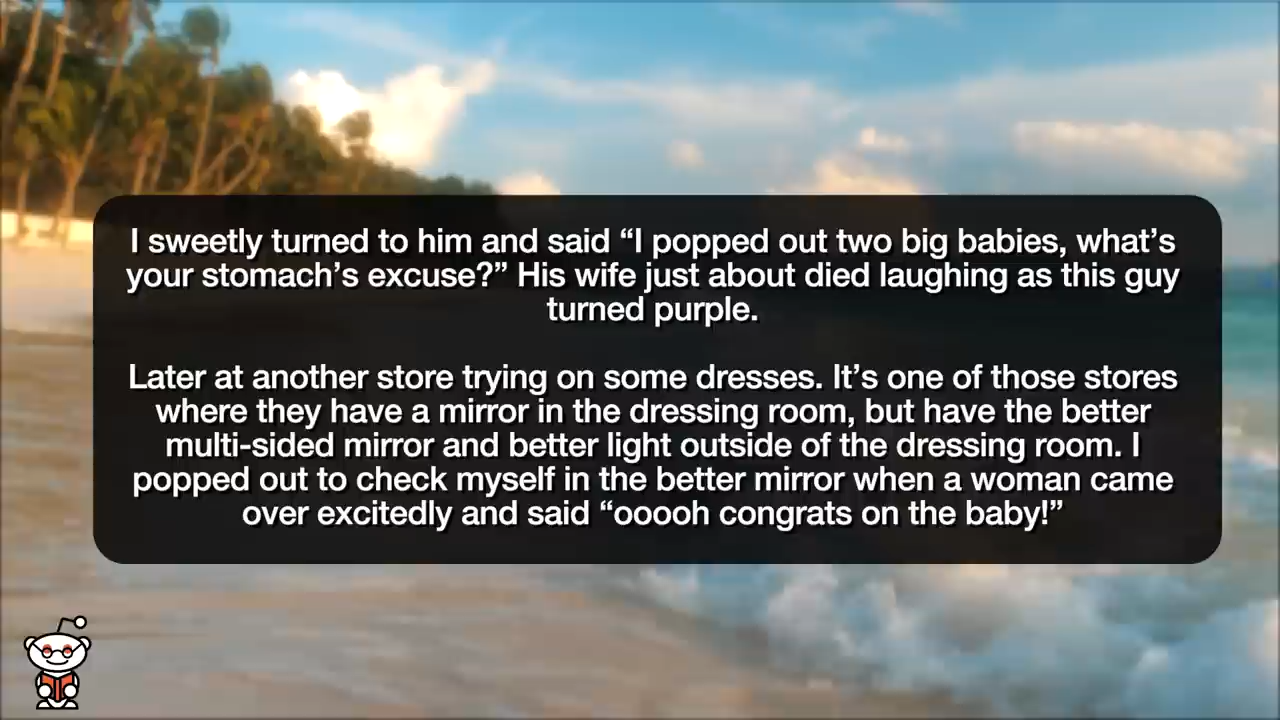 I sweetly turned to him and said “I popped out two big babies, what’s
your stomach’s excuse?” His wife just about died laughing as this guy
turned purple.
Later at another store trying on some dresses. It’s one of those stores
where they have a mirror in the dressing room, but have the better
multi-sided mirror and better light outside of the dressing room. I
popped out to check myself in the better mirror when a woman came
over excitedly and said “ooooh congrats on the baby!”